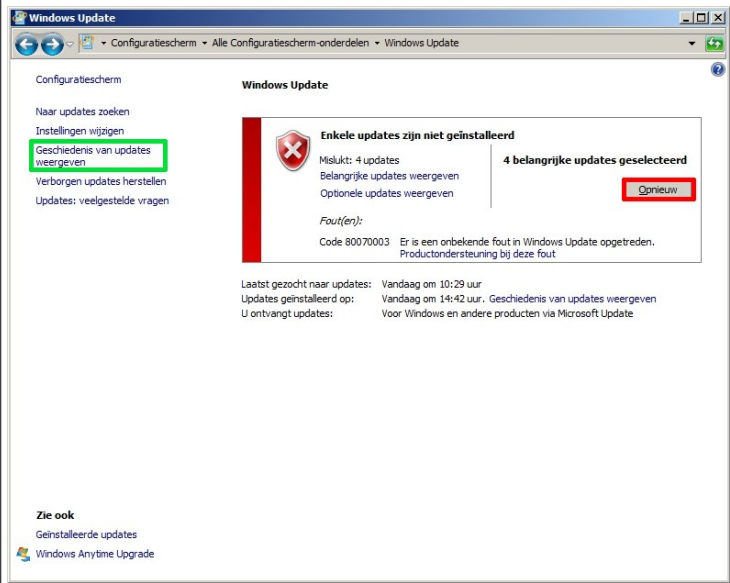 Windows Update
Configuratiescherm Alle Configuratiescherm-onderdelen Windows Update
Configuratiescherm
Naar updates zoeken
Instellingen wijzigen
Geschiedenis van updates
weergeven
Verborgen updates herstellen
Updates: veelgestelde vragen
Windows Update
Enkele updates zijn niet geïnstalleerd
Mislukt: 4 updates
Belangrijke updates weergeven
Optionele updates weergeven
4 belangrijke updates geselecteerd
Opnieuw
Fout(en):
Code 80070003 Er is een onbekende fout in Windows Update opgetreden.
Productondersteuning bij deze fout
Laatst gezocht naar updates: Vandaag om 10:29 uur
Updates geïnstalleerd op: Vandaag om 14:42 uur. Geschiedenis van updates weergeven
U ontvangt updates: Voor Windows en andere producten via Microsoft Update
Zie ook
Geïnstalleerde updates
Windows Anytime Upgrade